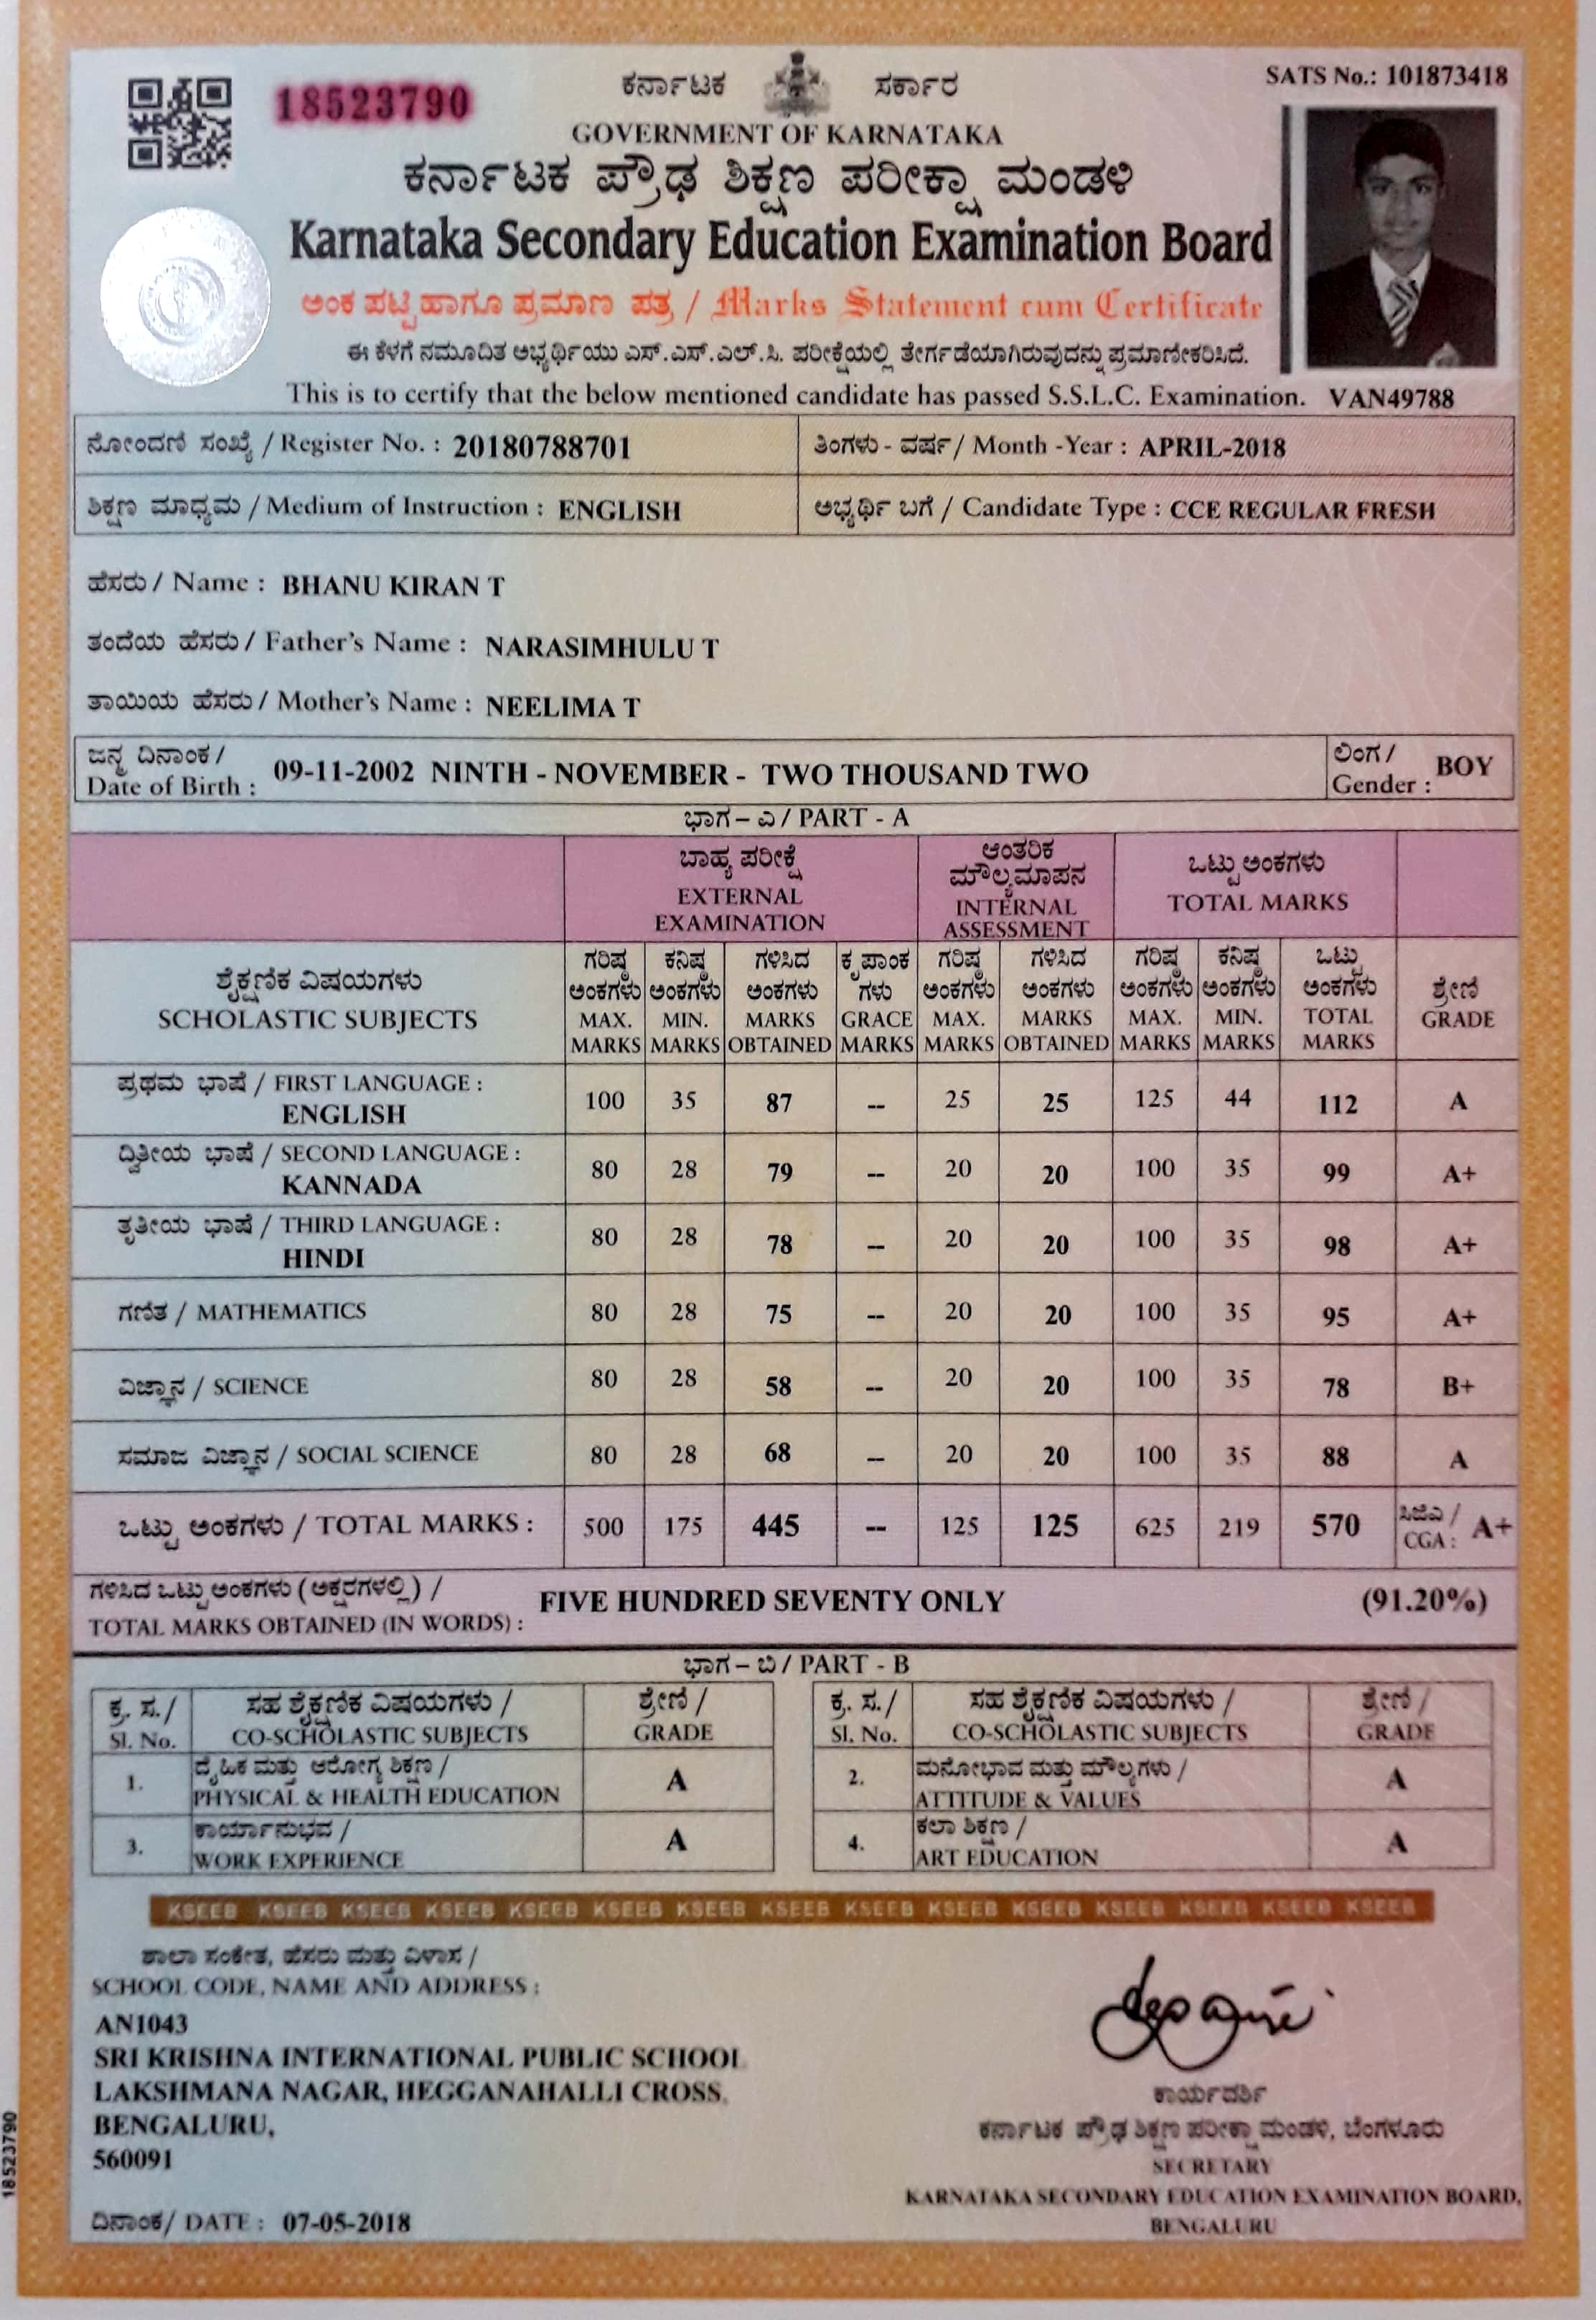 18523790
ಕರ್ನಾಟಕ ಸರ್ಕಾರ
SATS No.: 101873418
GOVERNMENT OF KARNATAKA
ಕರ್ನಾಟಕ ಪ್ರೌಢ ಶಿಕ್ಷಣ ಪರೀಕ್ಷಾ ಮಂಡಳಿ
Karnataka Secondary Education Examination Board
ಅಂಕ ಪಟ್ಟಿ ಹಾಗೂ ಪ್ರಮಾಣ ಪತ್ರ / Marks Statement cum Certificate
ಈ ಕೆಳಗೆ ನಮೂದಿತ ಅಭ್ಯರ್ಥಿಯು ಎಸ್.ಎಸ್.ಎಲ್.ಸಿ. ಪರೀಕ್ಷೆಯಲ್ಲಿ ತೇರ್ಗಡೆಯಾಗಿರುವುದನ್ನು ಪ್ರಮಾಣೀಕರಿಸಿದೆ.
This is to certify that the below mentioned candidate has passed S.S.L.C. Examination. VAN49788
ನೋಂದಣಿ ಸಂಖ್ಯೆ / Register No. : 20180788701 ತಿಂಗಳು - ವರ್ಷ / Month -Year : APRIL-2018
ಶಿಕ್ಷಣ ಮಾಧ್ಯಮ / Medium of Instruction : ENGLISH ಅಭ್ಯರ್ಥಿ ಬಗೆ / Candidate Type : CCE REGULAR FRESH
ಹೆಸರು / Name : BHANU KIRAN T
ತಂದೆಯ ಹೆಸರು / Father's Name : NARASIMHULU T
ತಾಯಿಯ ಹೆಸರು / Mother's Name : NEELIMA T
ಜನ್ಮ ದಿನಾಂಕ / Date of Birth : 09-11-2002 NINTH - NOVEMBER - TWO THOUSAND TWO ಲಿಂಗ / Gender : BOY
ಭಾಗ – ಎ / PART - A
ಬಾಹ್ಯ ಪರೀಕ್ಷೆ EXTERNAL EXAMINATION ಆಂತರಿಕ ಮೌಲ್ಯಮಾಪನ INTERNAL ASSESSMENT ಒಟ್ಟು ಅಂಕಗಳು TOTAL MARKS
ಶೈಕ್ಷಣಿಕ ವಿಷಯಗಳು SCHOLASTIC SUBJECTS ಗರಿಷ್ಠ ಅಂಕಗಳು MAX. MARKS ಕನಿಷ್ಠ ಅಂಕಗಳು MIN. MARKS ಗಳಿಸಿದ ಅಂಕಗಳು MARKS OBTAINED ಕೃಪಾಂಕ ಗಳು GRACE MARKS ಗರಿಷ್ಠ ಅಂಕಗಳು MAX. MARKS ಗಳಿಸಿದ ಅಂಕಗಳು MARKS OBTAINED ಗರಿಷ್ಠ ಅಂಕಗಳು MAX. MARKS ಕನಿಷ್ಠ ಅಂಕಗಳು MIN. MARKS ಒಟ್ಟು ಅಂಕಗಳು TOTAL MARKS ಶ್ರೇಣಿ GRADE
ಪ್ರಥಮ ಭಾಷೆ / FIRST LANGUAGE : ENGLISH 100 35 87 -- 25 25 125 44 112 A
ದ್ವಿತೀಯ ಭಾಷೆ / SECOND LANGUAGE : KANNADA 80 28 79 -- 20 20 100 35 99 A+
ತೃತೀಯ ಭಾಷೆ / THIRD LANGUAGE : HINDI 80 28 78 -- 20 20 100 35 98 A+
ಗಣಿತ / MATHEMATICS 80 28 75 -- 20 20 100 35 95 A+
ವಿಜ್ಞಾನ / SCIENCE 80 28 58 -- 20 20 100 35 78 B+
ಸಮಾಜ ವಿಜ್ಞಾನ / SOCIAL SCIENCE 80 28 68 -- 20 20 100 35 88 A
ಒಟ್ಟು ಅಂಕಗಳು / TOTAL MARKS : 500 175 445 -- 125 125 625 219 570 ಸಿಜಿಎ / CGA : A+
ಗಳಿಸಿದ ಒಟ್ಟು ಅಂಕಗಳು (ಅಕ್ಷರಗಳಲ್ಲಿ) /
TOTAL MARKS OBTAINED (IN WORDS) : FIVE HUNDRED SEVENTY ONLY (91.20%)
ಭಾಗ – ಬಿ / PART - B
ಕ್ರ. ಸ. / Sl. No. ಸಹ ಶೈಕ್ಷಣಿಕ ವಿಷಯಗಳು / CO-SCHOLASTIC SUBJECTS ಶ್ರೇಣಿ / GRADE ಕ್ರ. ಸ. / Sl. No. ಸಹ ಶೈಕ್ಷಣಿಕ ವಿಷಯಗಳು / CO-SCHOLASTIC SUBJECTS ಶ್ರೇಣಿ / GRADE
1. ದೈಹಿಕ ಮತ್ತು ಆರೋಗ್ಯ ಶಿಕ್ಷಣ / PHYSICAL & HEALTH EDUCATION A 2. ಮನೋಭಾವ ಮತ್ತು ಮೌಲ್ಯಗಳು / ATTITUDE & VALUES A
3. ಕಾರ್ಯಾನುಭವ / WORK EXPERIENCE A 4. ಕಲಾ ಶಿಕ್ಷಣ / ART EDUCATION A
KSEEB KSEEB KSEEB KSEEB KSEEB KSEEB KSEEB KSEEB KSEEB KSEEB KSEEB KSEEB KSEEB KSEEB KSEEB
ಶಾಲಾ ಸಂಕೇತ, ಹೆಸರು ಮತ್ತು ವಿಳಾಸ /
SCHOOL CODE, NAME AND ADDRESS :
AN1043
SRI KRISHNA INTERNATIONAL PUBLIC SCHOOL
LAKSHMANA NAGAR, HEGGANAHALLI CROSS,
BENGALURU,
560091
ದಿನಾಂಕ/ DATE : 07-05-2018
ಕಾರ್ಯದರ್ಶಿ
ಕರ್ನಾಟಕ ಪ್ರೌಢ ಶಿಕ್ಷಣ ಪರೀಕ್ಷಾ ಮಂಡಳಿ, ಬೆಂಗಳೂರು
SECRETARY
KARNATAKA SECONDARY EDUCATION EXAMINATION BOARD,
BENGALURU
18523790